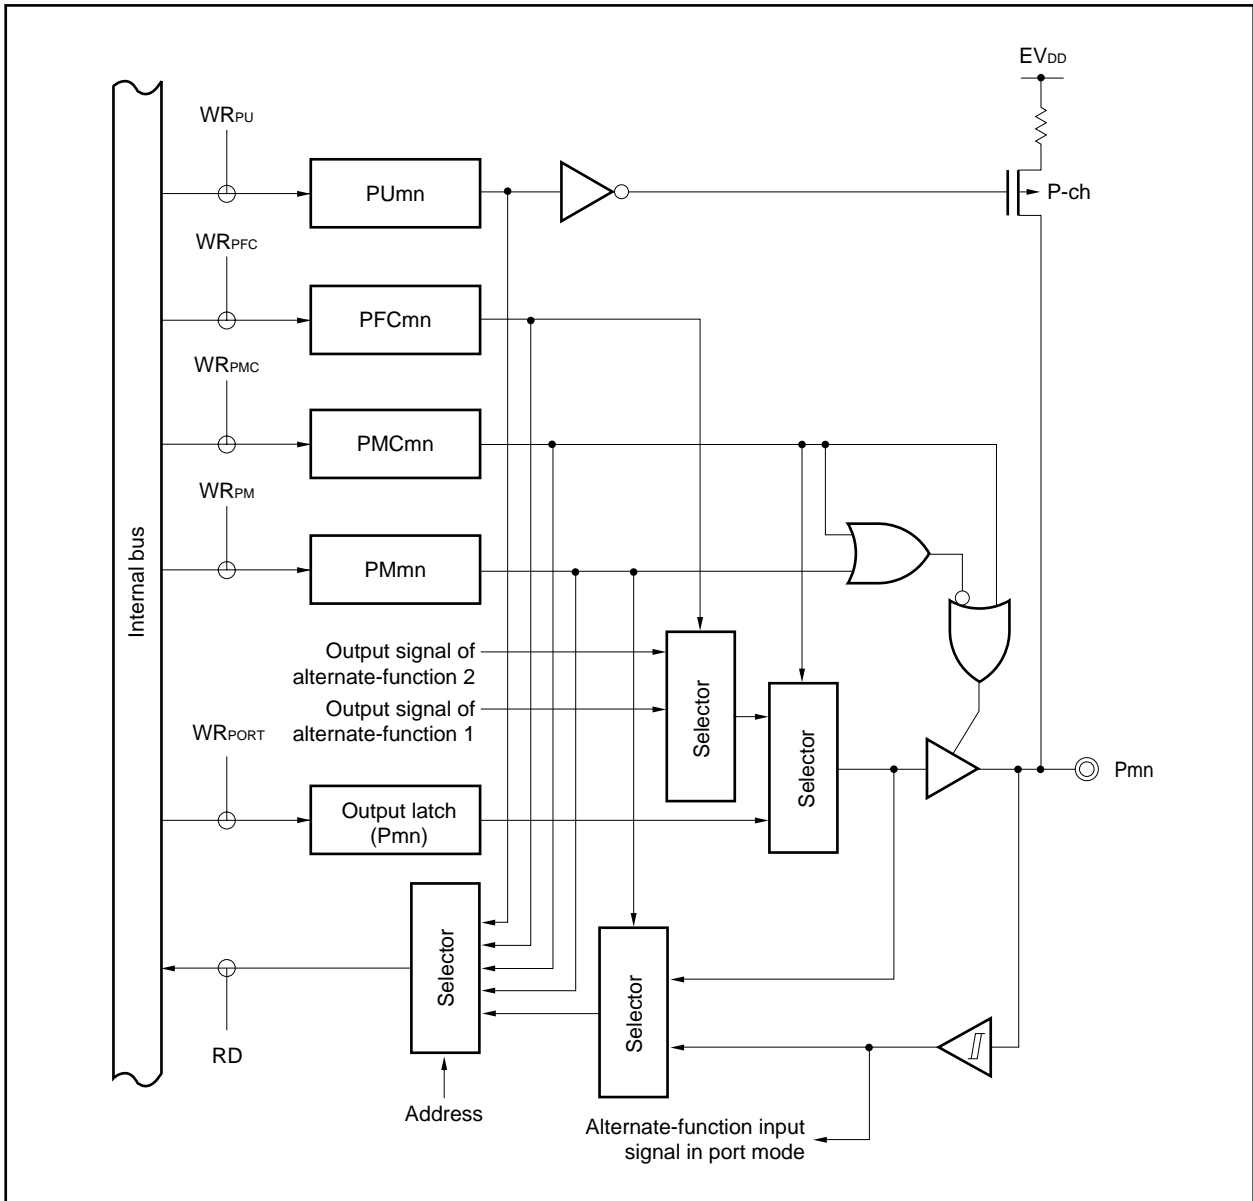 EVDD
WRPU
PUmn
P-ch
WRPFC
PFCmn
WRPMC
PMCmn
WRPM
PMmn
Internal bus
Output signal of
alternate-function 2
Output signal of
alternate-function 1
Selector
Selector
WRPORT
Output latch
(Pmn)
Pmn
Selector
Selector
RD
Address
Alternate-function input
signal in port mode